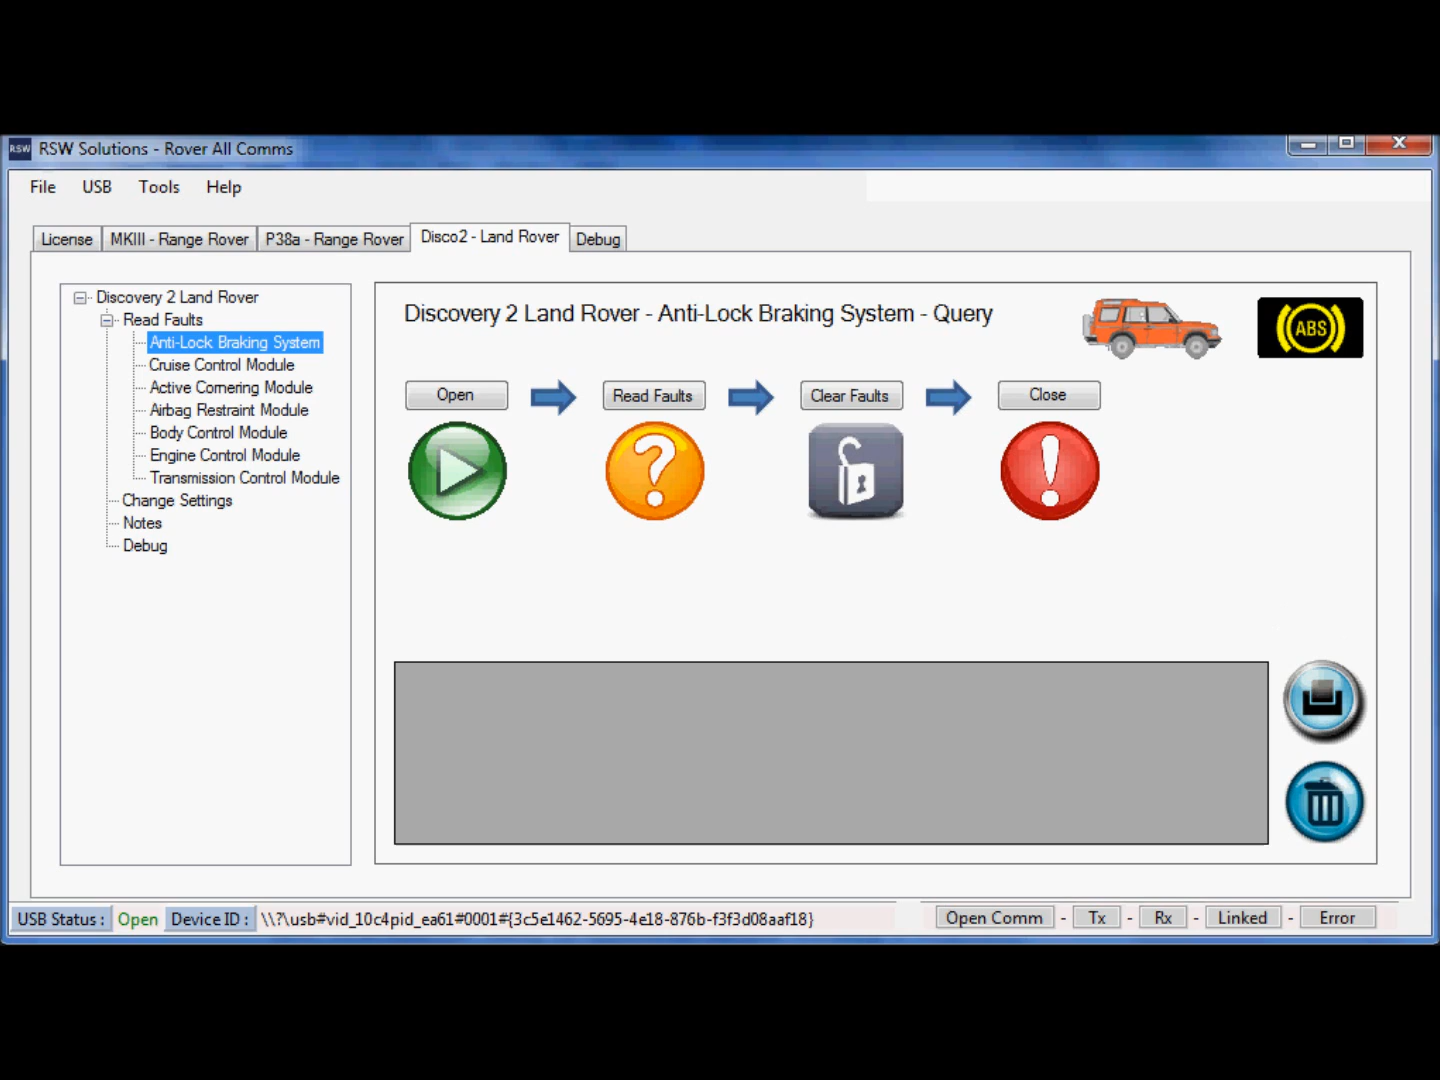 RSW RSW Solutions - Rover All Comms
File USB Tools Help
License MKIII - Range Rover P38a - Range Rover Disco2 - Land Rover Debug
Discovery 2 Land Rover
Read Faults
Anti-Lock Braking System
Cruise Control Module
Active Cornering Module
Airbag Restraint Module
Body Control Module
Engine Control Module
Transmission Control Module
Change Settings
Notes
Debug
Discovery 2 Land Rover - Anti-Lock Braking System - Query
ABS
Open Read Faults Clear Faults Close
USB Status : Open Device ID : \\?\usb#vid_10c4pid_ea61#0001#{3c5e1462-5695-4e18-876b-f3f3d08aaf18}
Open Comm - Tx - Rx - Linked - Error